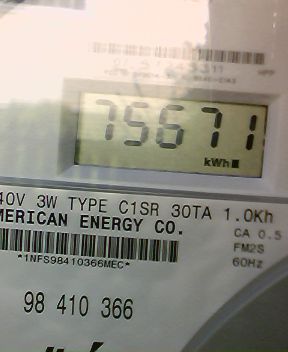 75671
kWh
40V 3W TYPE C1SR 30TA 1.0Kh
MERICAN ENERGY CO.
CA 0.5
FM2S
60Hz
*1NFS98410366MEC*
98 410 366